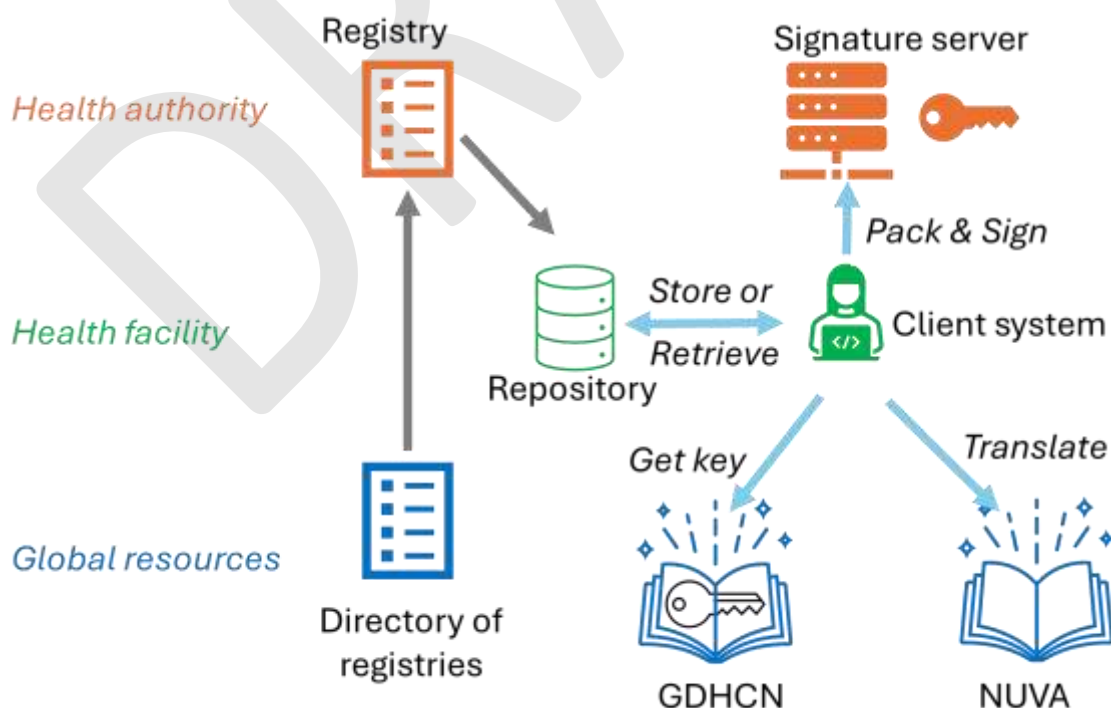 Registry
Signature server
Health authority
Pack & Sign
Store or
Retrieve
Health facility
Client system
Repository
Get key
Translate
Global resources
Directory of
registries
GDHCN
NUVA
</>